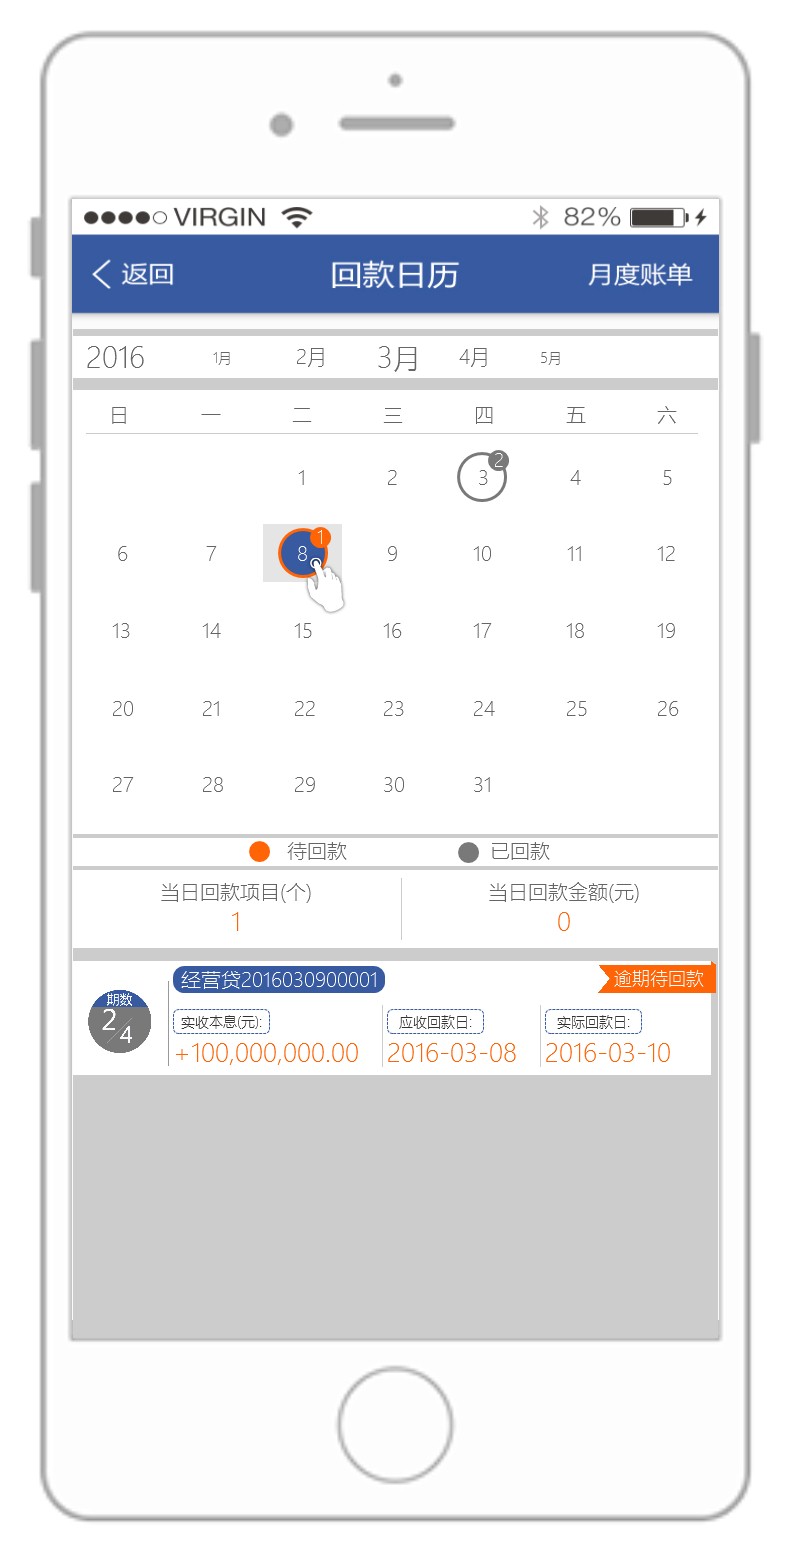 VIRGIN 82%
返回 回款日历 月度账单
2016 1月 2月 3月 4月 5月
日 一 二 三 四 五 六
1 2 3 2 4 5
6 7 8 1 9 10 11 12
13 14 15 16 17 18 19
20 21 22 23 24 25 26
27 28 29 30 31
待回款 已回款
当日回款项目(个) 当日回款金额(元)
1 0
经营贷2016030900001 逾期待回款
期数
2/4
实收本息(元): 应收回款日: 实际回款日:
+100,000,000.00 2016-03-08 2016-03-10